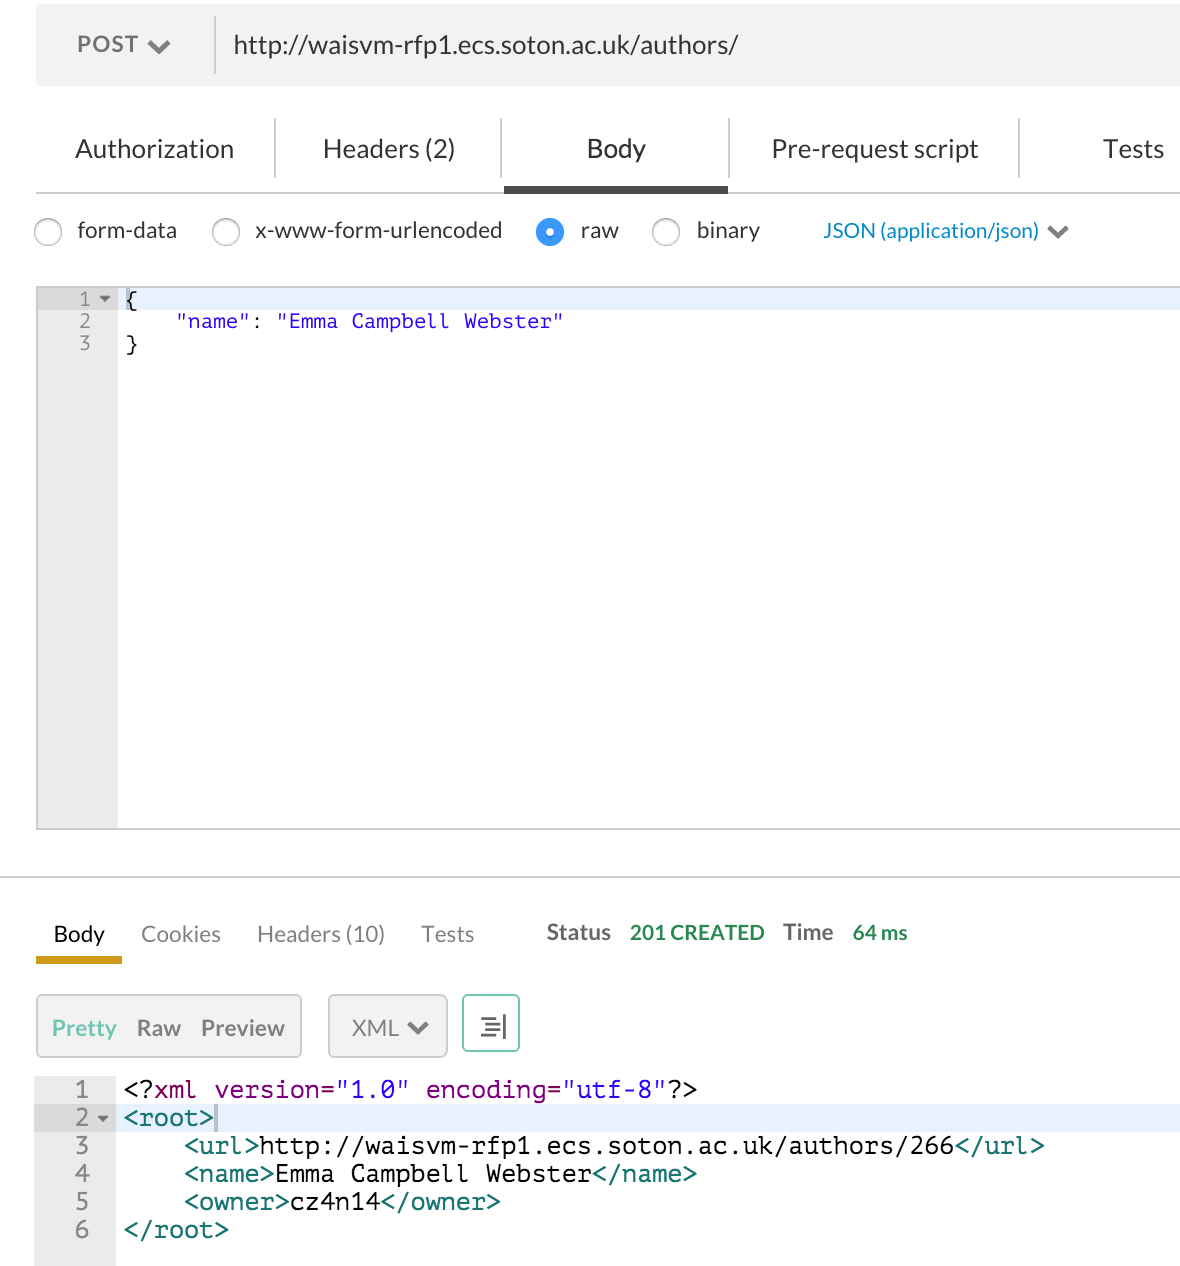 POST http://waisvm-rfp1.ecs.soton.ac.uk/authors/
Authorization Headers (2) Body Pre-request script Tests
form-data x-www-form-urlencoded raw binary JSON (application/json)
1 {
2 "name": "Emma Campbell Webster"
3 }
Body Cookies Headers (10) Tests Status 201 CREATED Time 64 ms
Pretty Raw Preview XML
1 <?xml version="1.0" encoding="utf-8"?>
2 <root>
3 <url>http://waisvm-rfp1.ecs.soton.ac.uk/authors/266</url>
4 <name>Emma Campbell Webster</name>
5 <owner>cz4n14</owner>
6 </root>